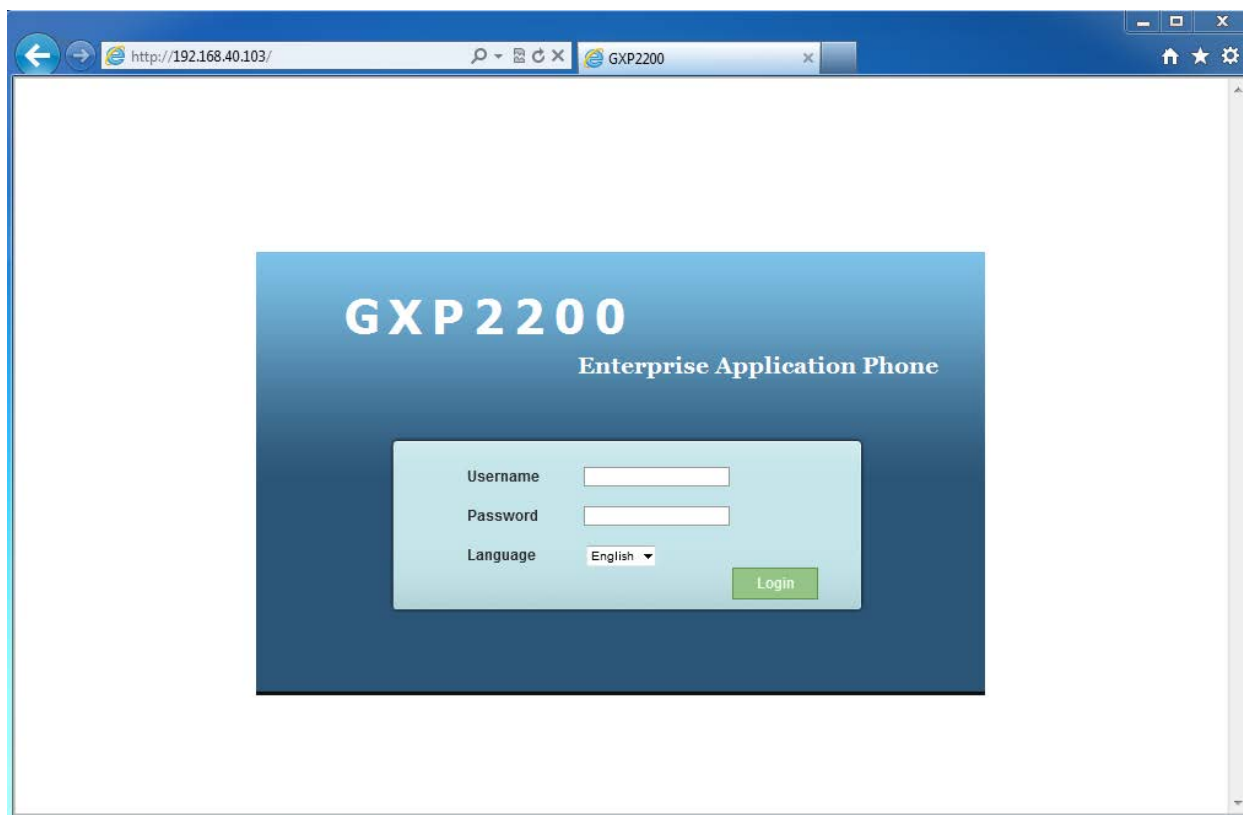 http://192.168.40.103/
GXP2200
GXP2200
Enterprise Application Phone
Username
Password
Language
English
Login